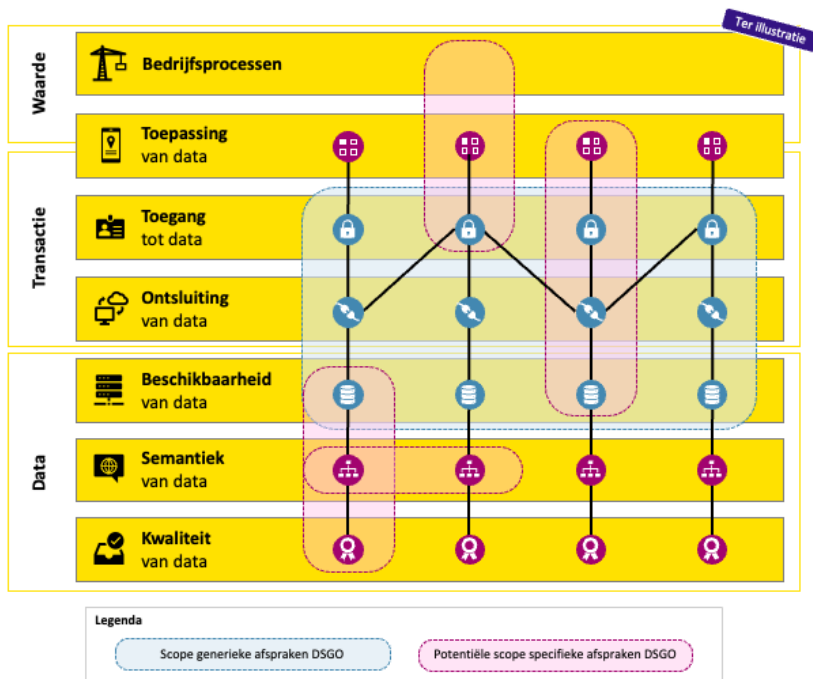 Ter illustratie
Waarde
Bedrijfsprocessen
Toepassing
van data
Transactie
Toegang
tot data
Ontsluiting
van data
Data
Beschikbaarheid
van data
Semantiek
van data
Kwaliteit
van data
Legenda
Scope generieke afspraken DSGO
Potentiële scope specifieke afspraken DSGO